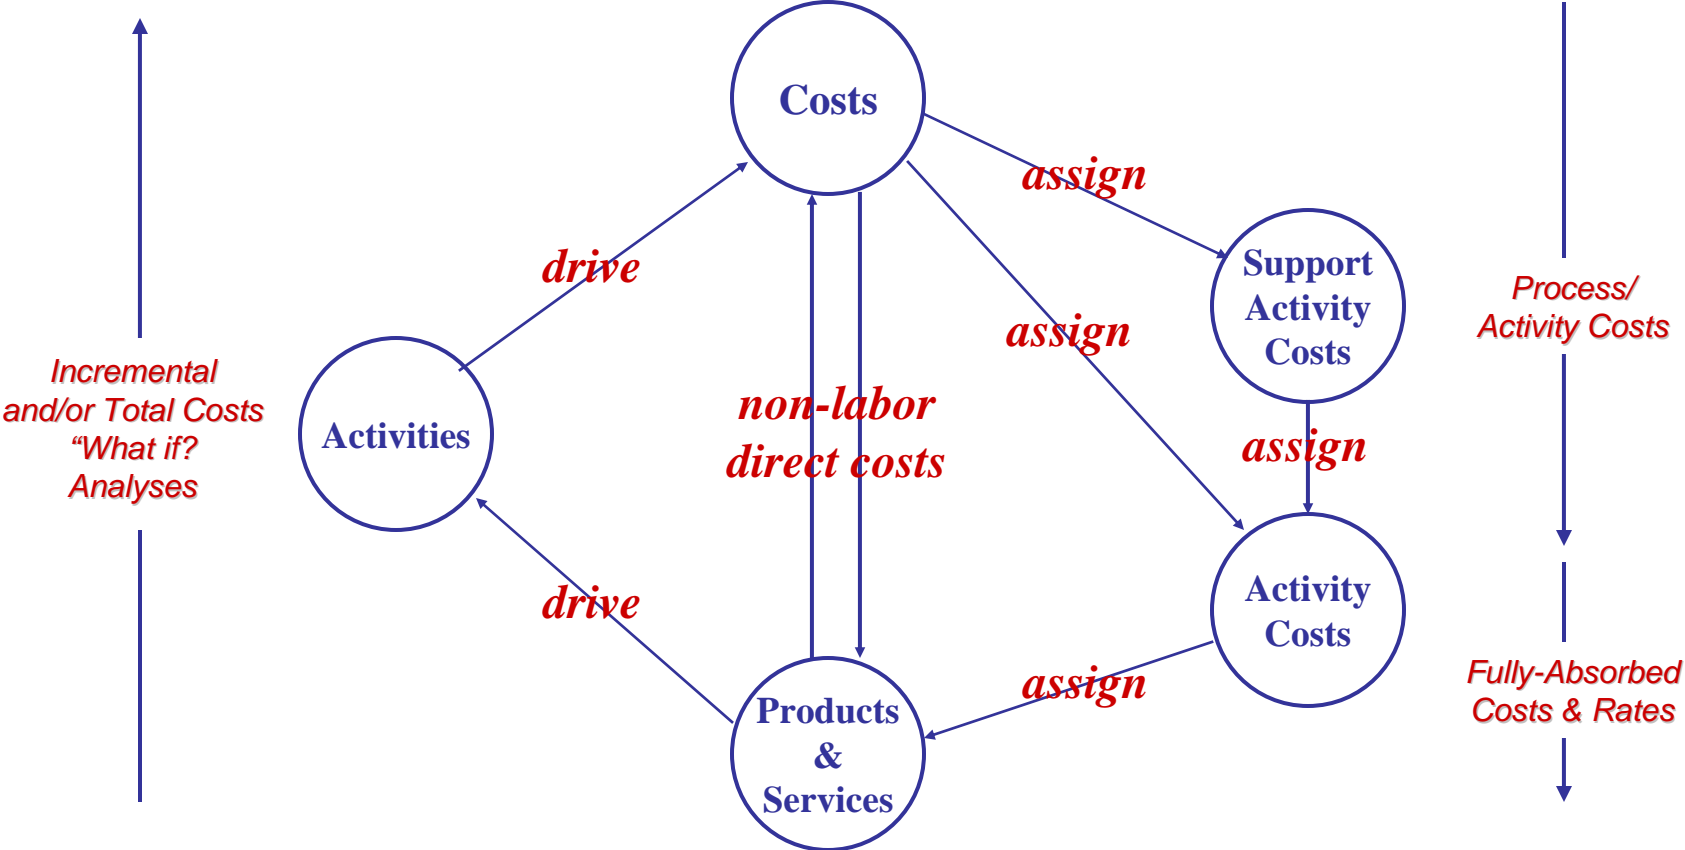 Costs
assign
Support
Activity
Costs
drive
assign
Process/
Activity Costs
Incremental
and/or Total Costs
“What if?
Analyses
Activities
non-labor
direct costs
assign
drive
Activity
Costs
assign
Fully-Absorbed
Costs & Rates
Products
&
Services